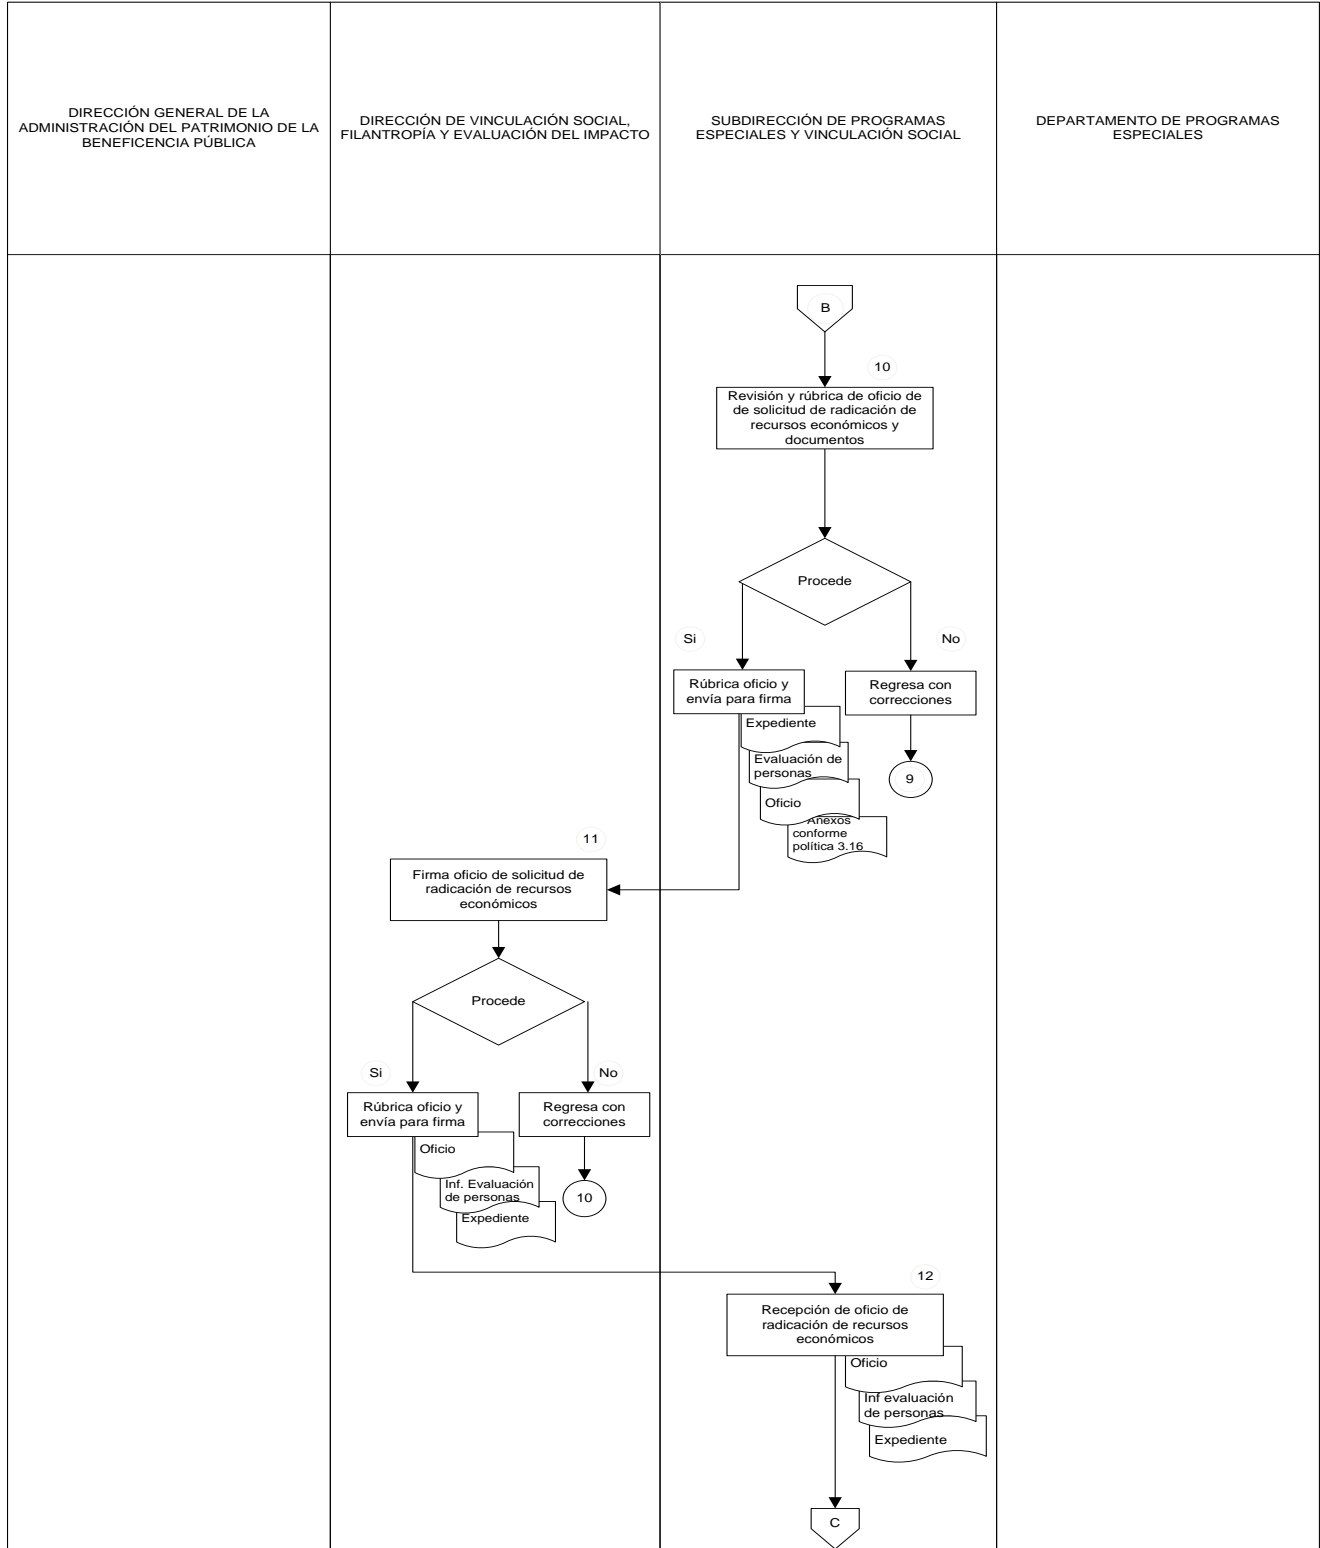 DIRECCIÓN GENERAL DE LA
ADMINISTRACIÓN DEL PATRIMONIO DE LA
BENEFICENCIA PÚBLICA
DIRECCIÓN DE VINCULACIÓN SOCIAL,
FILANTROPÍA Y EVALUACIÓN DEL IMPACTO
SUBDIRECCIÓN DE PROGRAMAS
ESPECIALES Y VINCULACIÓN SOCIAL
DEPARTAMENTO DE PROGRAMAS
ESPECIALES
B
10
Revisión y rúbrica de oficio de
de solicitud de radicación de
recursos económicos y
documentos
Procede
Si
No
Rúbrica oficio y
envía para firma
Regresa con
correcciones
Expediente
Evaluación de
personas
9
Oficio
Anexos
conforme
política 3.16
11
Firma oficio de solicitud de
radicación de recursos
económicos
Procede
Si
No
Rúbrica oficio y
envía para firma
Regresa con
correcciones
Oficio
Inf. Evaluación
de personas
10
Expediente
12
Recepción de oficio de
radicación de recursos
económicos
Oficio
Inf evaluación
de personas
Expediente
C